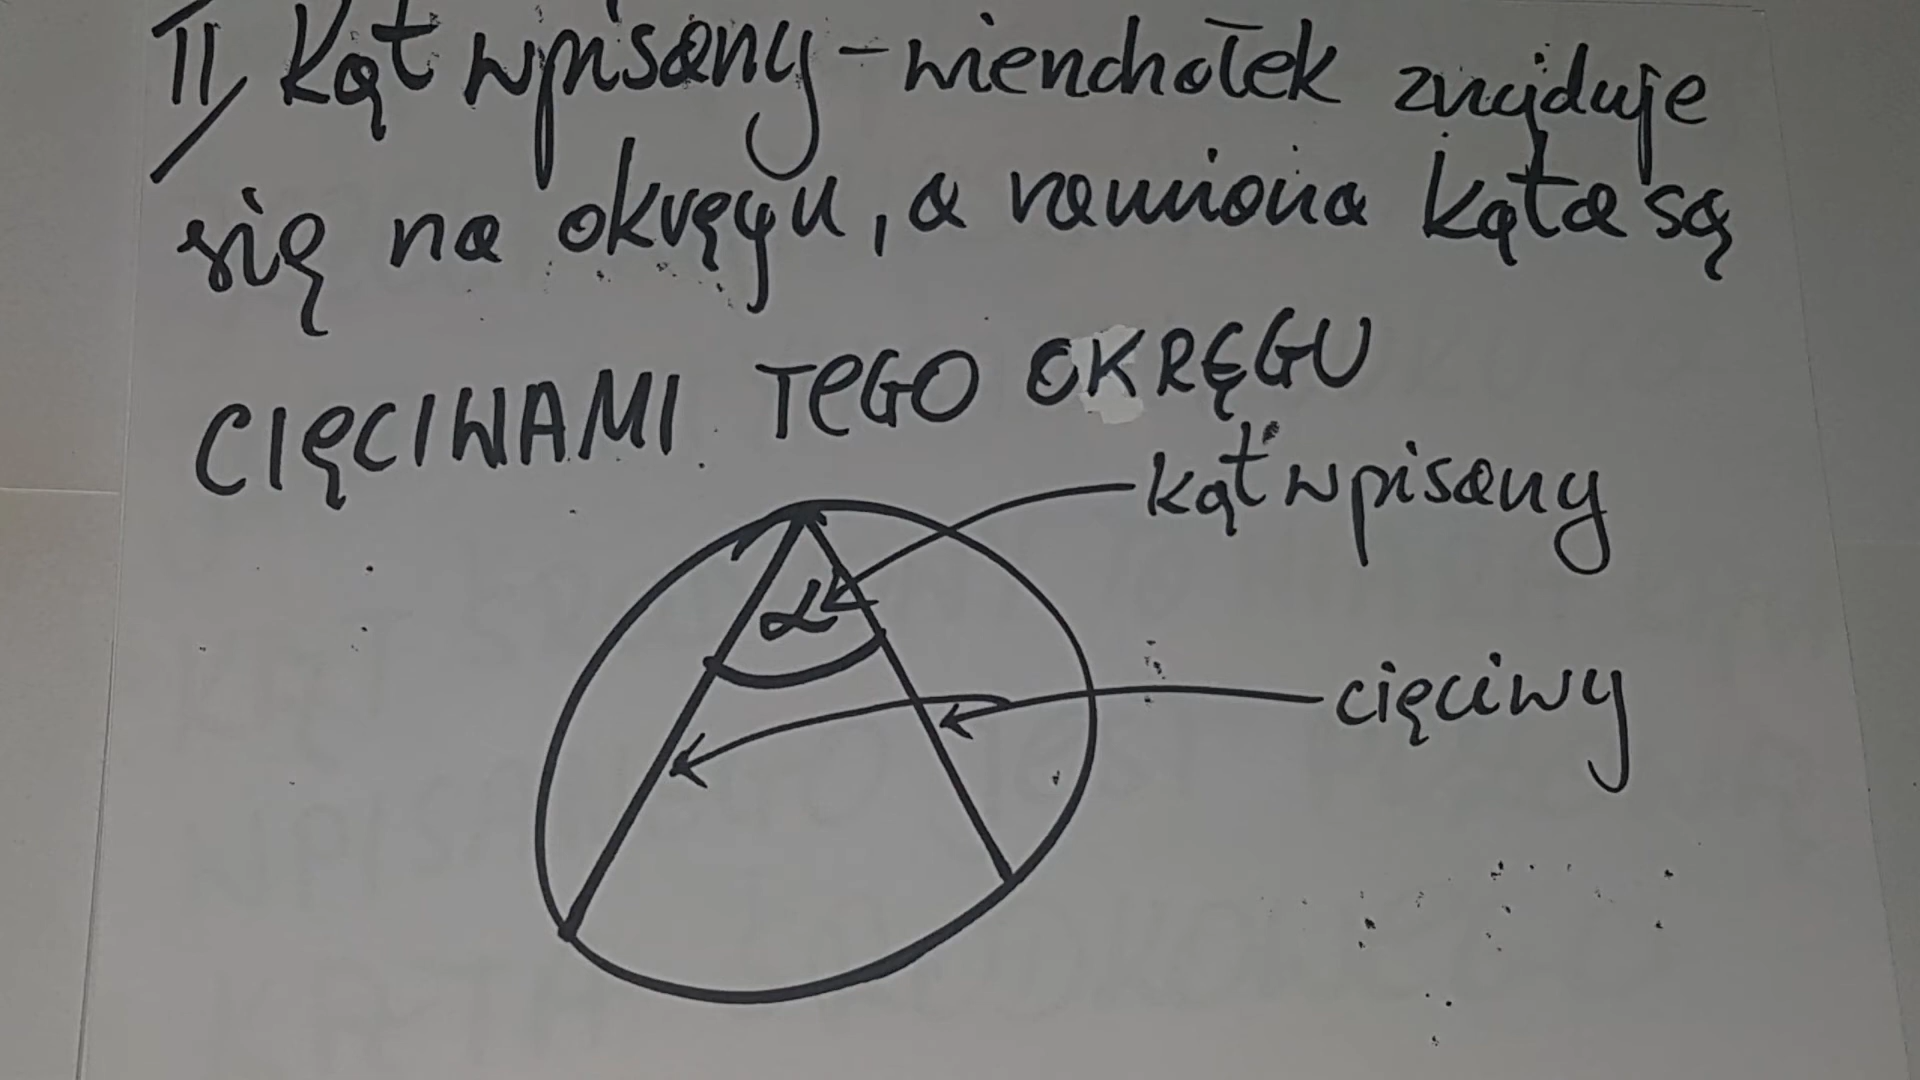 II/ Kąt wpisany - wierzchołek znajduje
się na okręgu, a ramiona kąta są
CIĘCIWAMI TEGO OKRĘGU
kąt wpisany
α
cięciwy